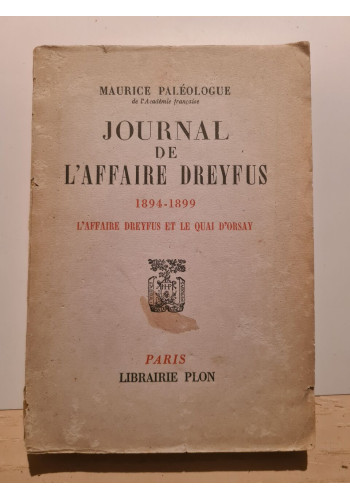 MAURICE PALÉOLOGUE
de l'Académie française
JOURNAL
DE
L'AFFAIRE DREYFUS
1894-1899
L'AFFAIRE DREYFUS ET LE QUAI D'ORSAY
PARIS
LIBRAIRIE PLON